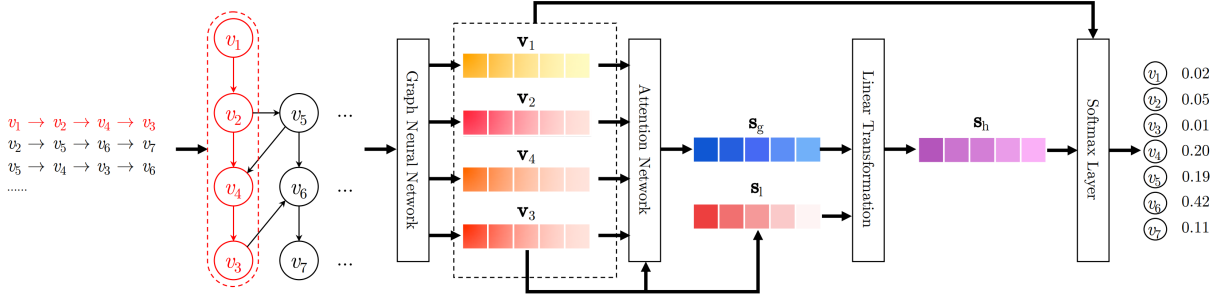 v1 → v2 → v4 → v3
v2 → v5 → v6 → v7
v5 → v4 → v3 → v6
......
v1
v2
v5
...
v4
v6
...
v3
v7
...
Graph Neural Network
v1
v2
v4
v3
Attention Network
sg
sl
Linear Transformation
sh
Softmax Layer
v1 0.02
v2 0.05
v3 0.01
v4 0.20
v5 0.19
v6 0.42
v7 0.11